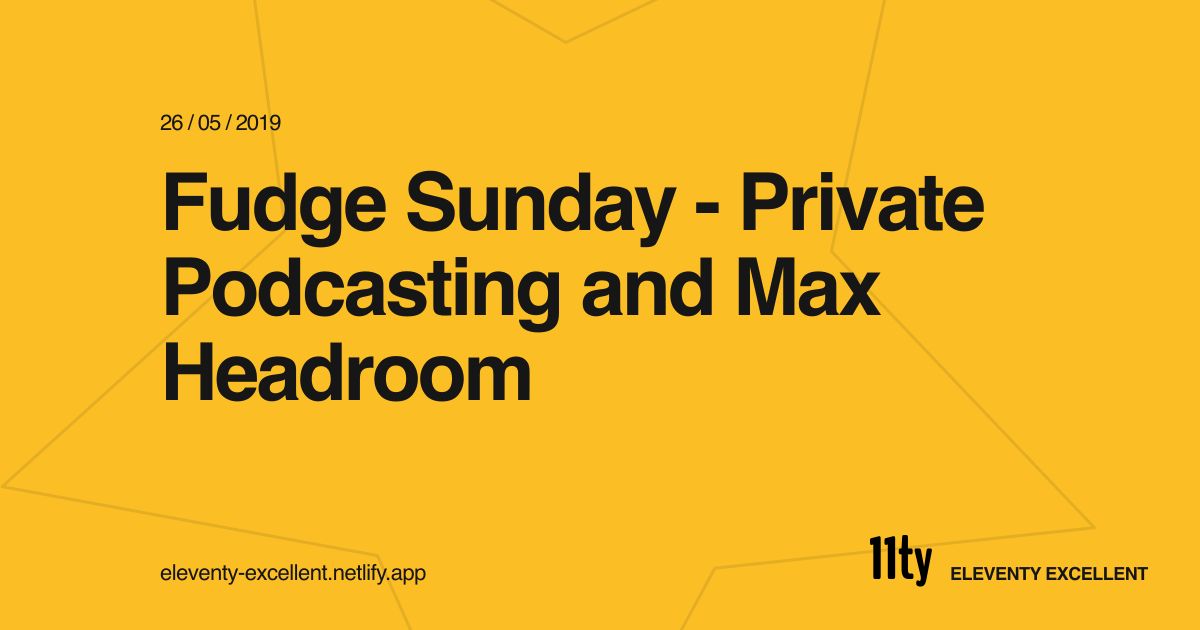 26 / 05 / 2019
Fudge Sunday - Private
Podcasting and Max
Headroom
eleventy-excellent.netlify.app
11ty ELEVENTY EXCELLENT